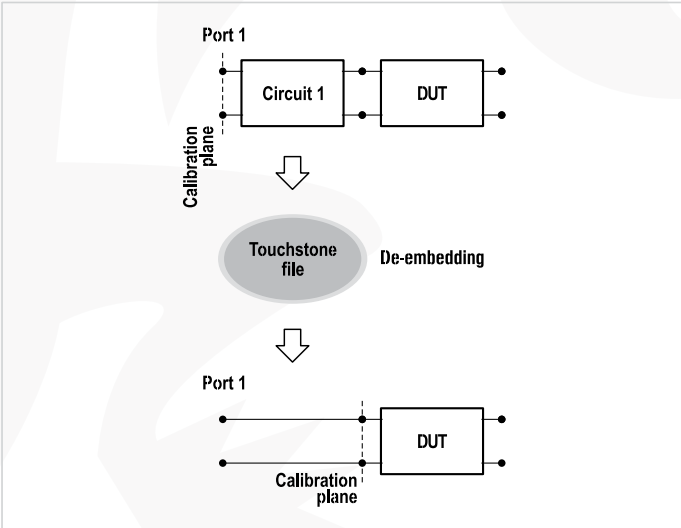 Port 1
Circuit 1
DUT
Calibration
plane
Touchstone
file
De-embedding
Port 1
DUT
Calibration
plane